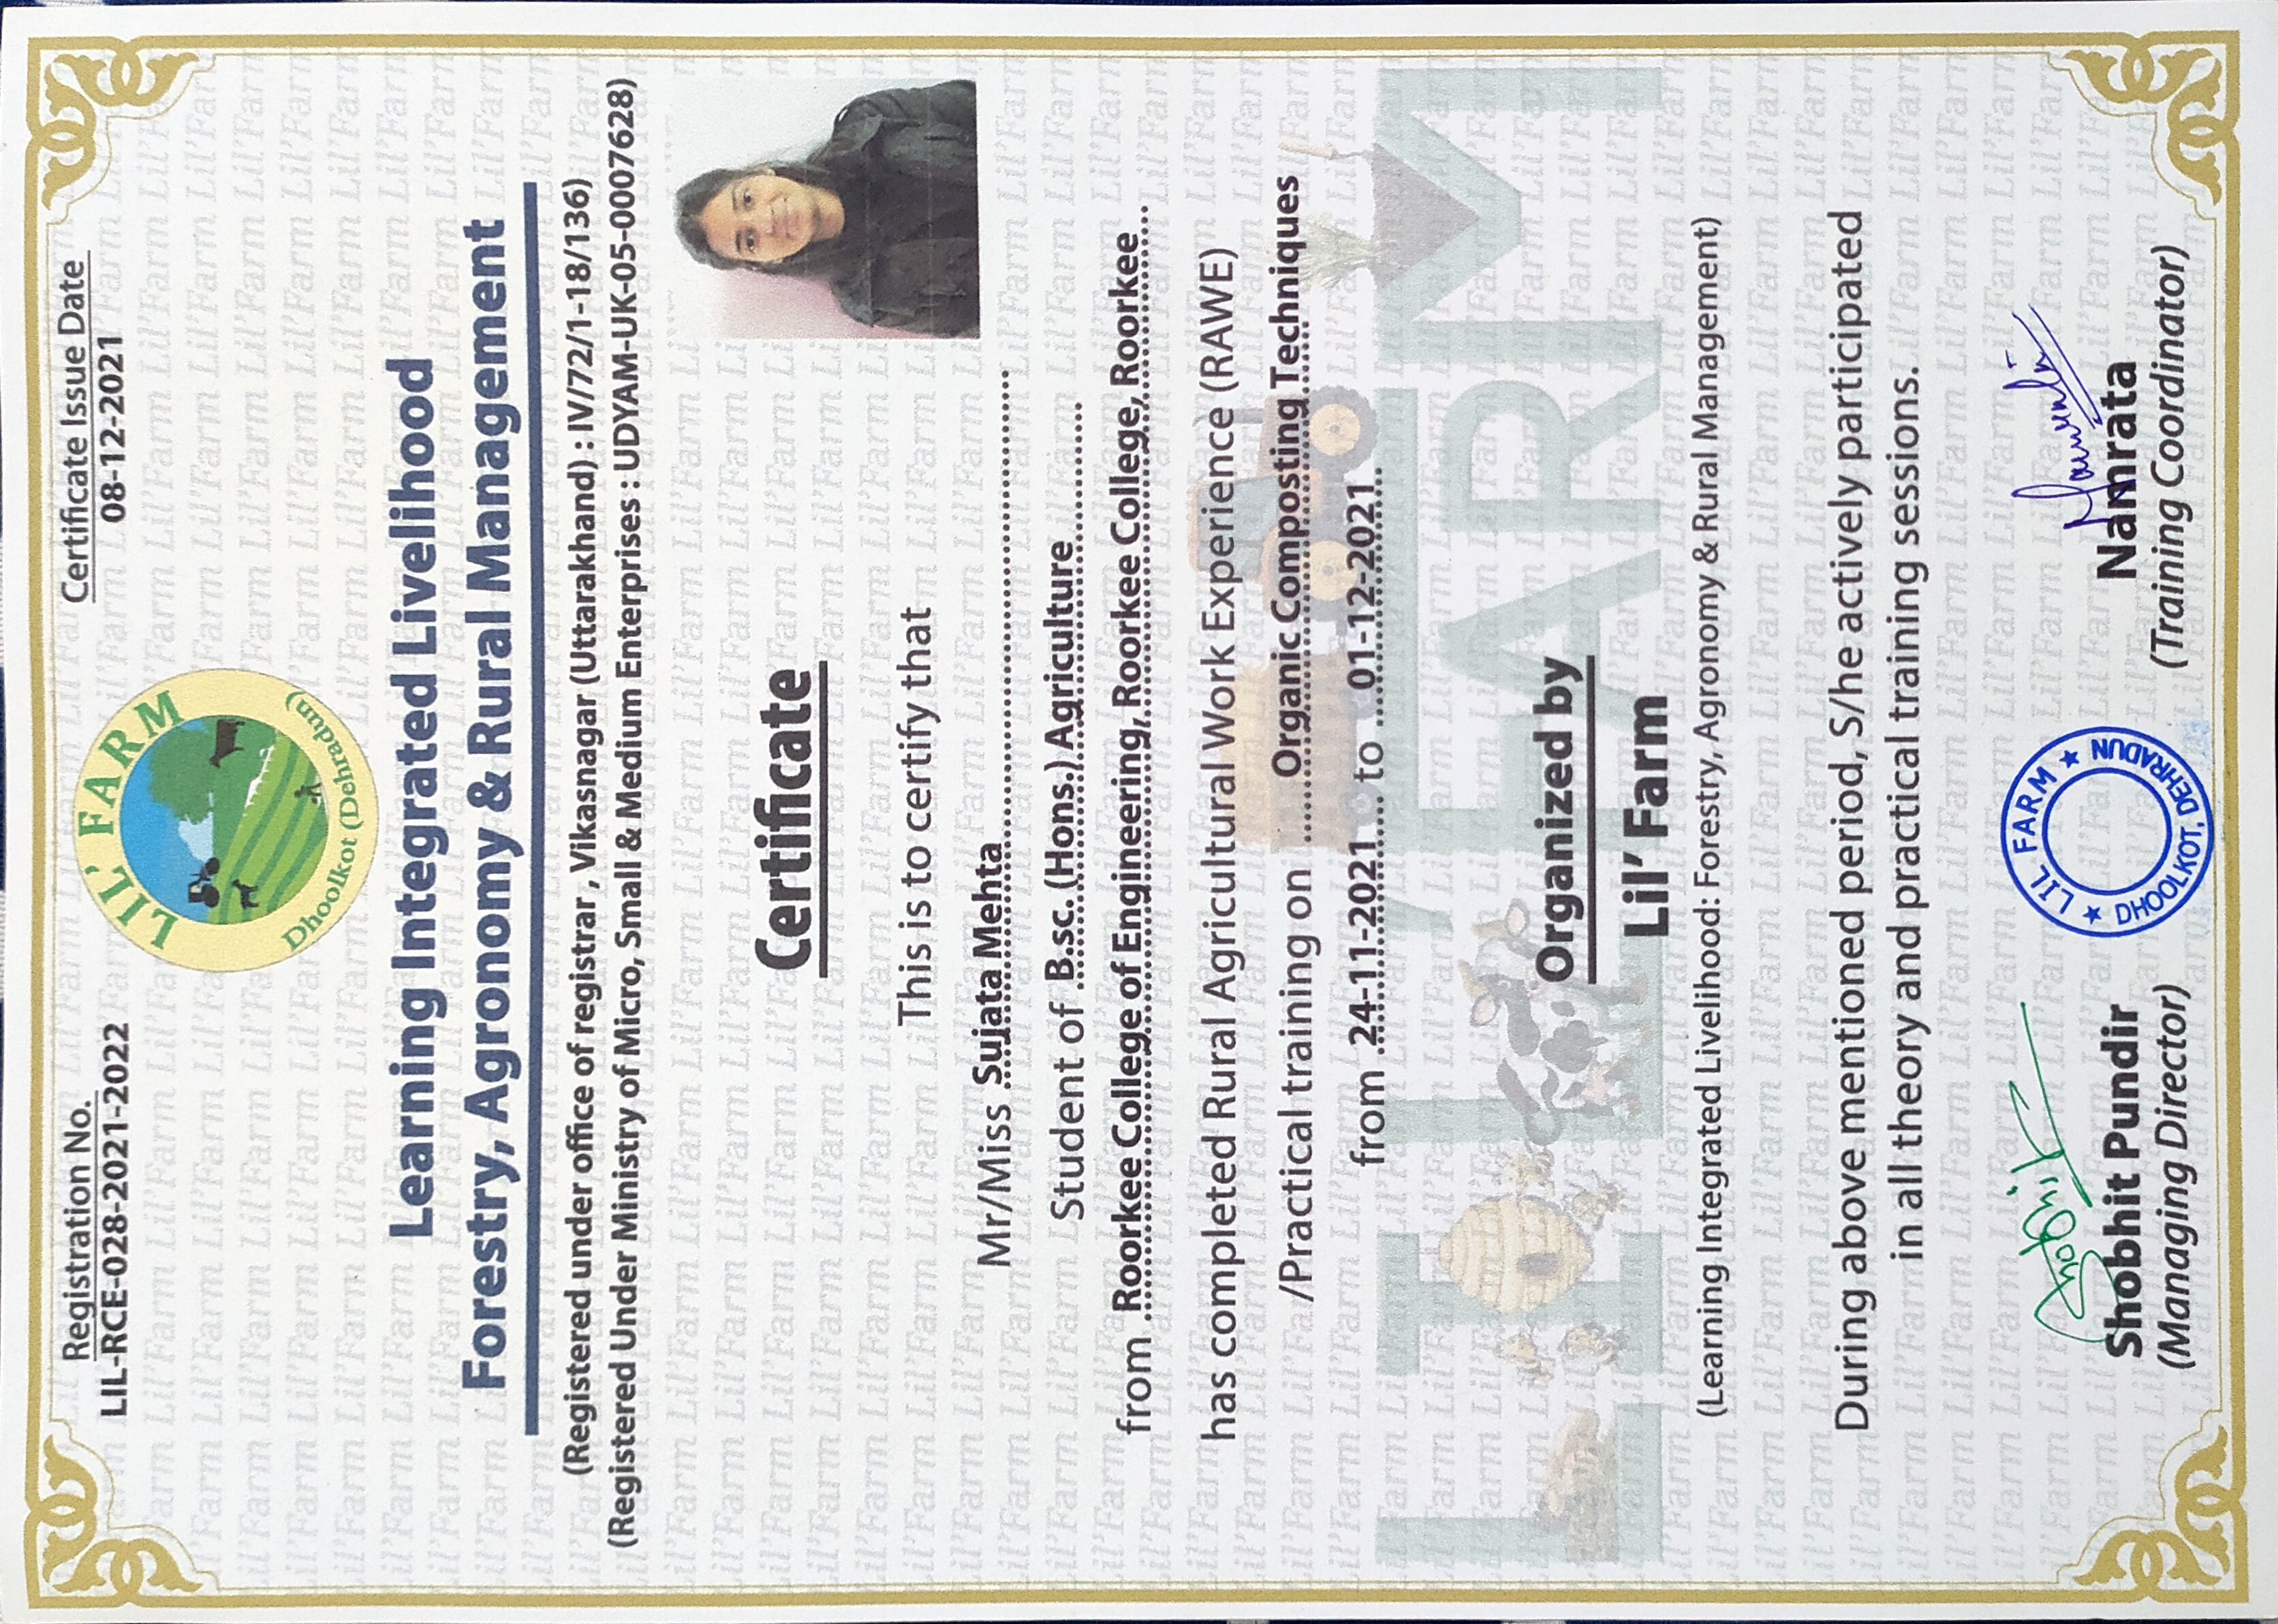 Registration No.
LIL-RCE-028-2021-2022
Certificate Issue Date
08-12-2021
LIL' FARM
Dhoolkot (Dehradun)
Learning Integrated Livelihood
Forestry, Agronomy & Rural Management
(Registered under office of registrar , Vikasnagar (Uttarakhand) : IV/72/1-18/136)
(Registered Under Ministry of Micro, Small & Medium Enterprises : UDYAM-UK-05-0007628)
Certificate
This is to certify that
Mr/Miss Sujata Mehta
Student of B.sc. (Hons.) Agriculture
from Roorkee College of Engineering, Roorkee College, Roorkee
has completed Rural Agricultural Work Experience (RAWE)
/Practical training on Organic Composting Techniques
from 24-11-2021 to 01-12-2021
LIL'FARM
Organized by
Lil' Farm
(Learning Integrated Livelihood: Forestry, Agronomy & Rural Management)
During above mentioned period, S/he actively participated
in all theory and practical training sessions.
Shobhit
Shobhit Pundir
(Managing Director)
LIL FARM
DHOOLKOT, DEHRADUN
Namrata
Namrata
(Training Coordinator)